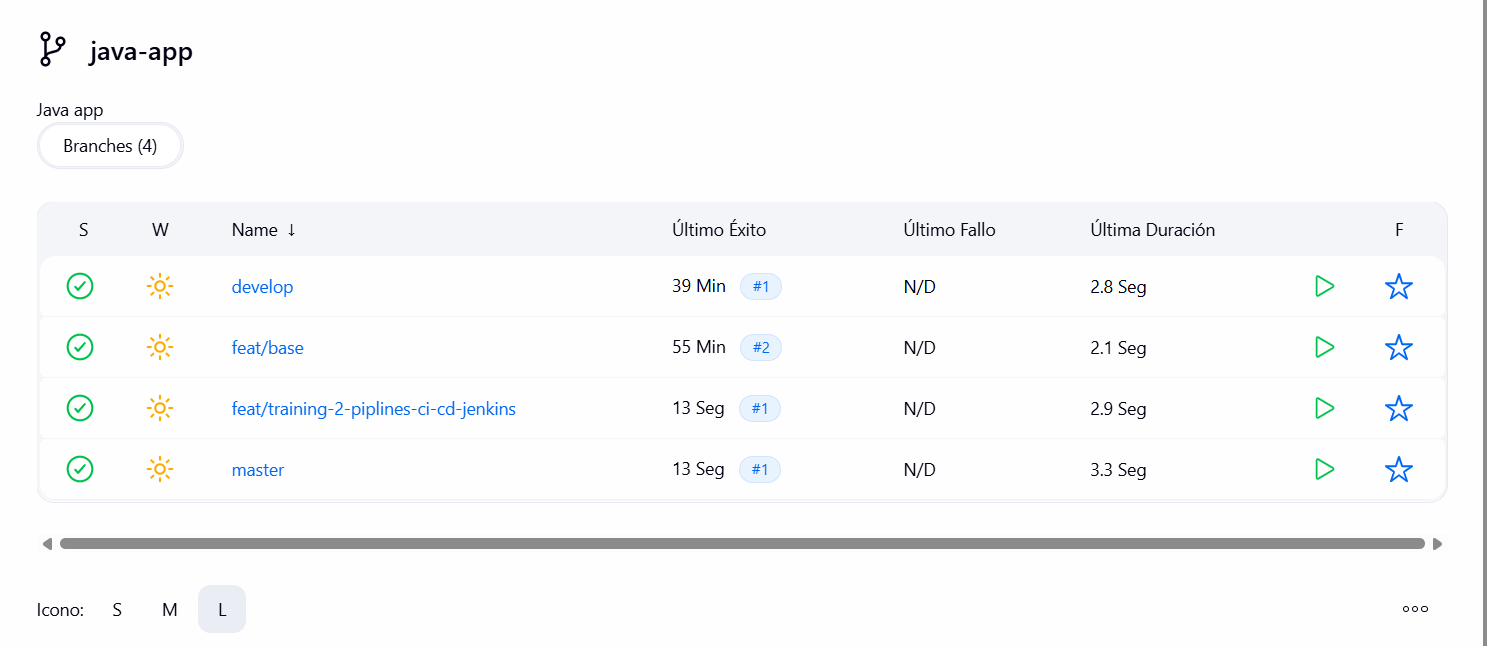 java-app
Java app
Branches (4)
S W Name ↓ Último Éxito Último Fallo Última Duración F
develop 39 Min #1 N/D 2.8 Seg
feat/base 55 Min #2 N/D 2.1 Seg
feat/training-2-piplines-ci-cd-jenkins 13 Seg #1 N/D 2.9 Seg
master 13 Seg #1 N/D 3.3 Seg
Icono: S M L